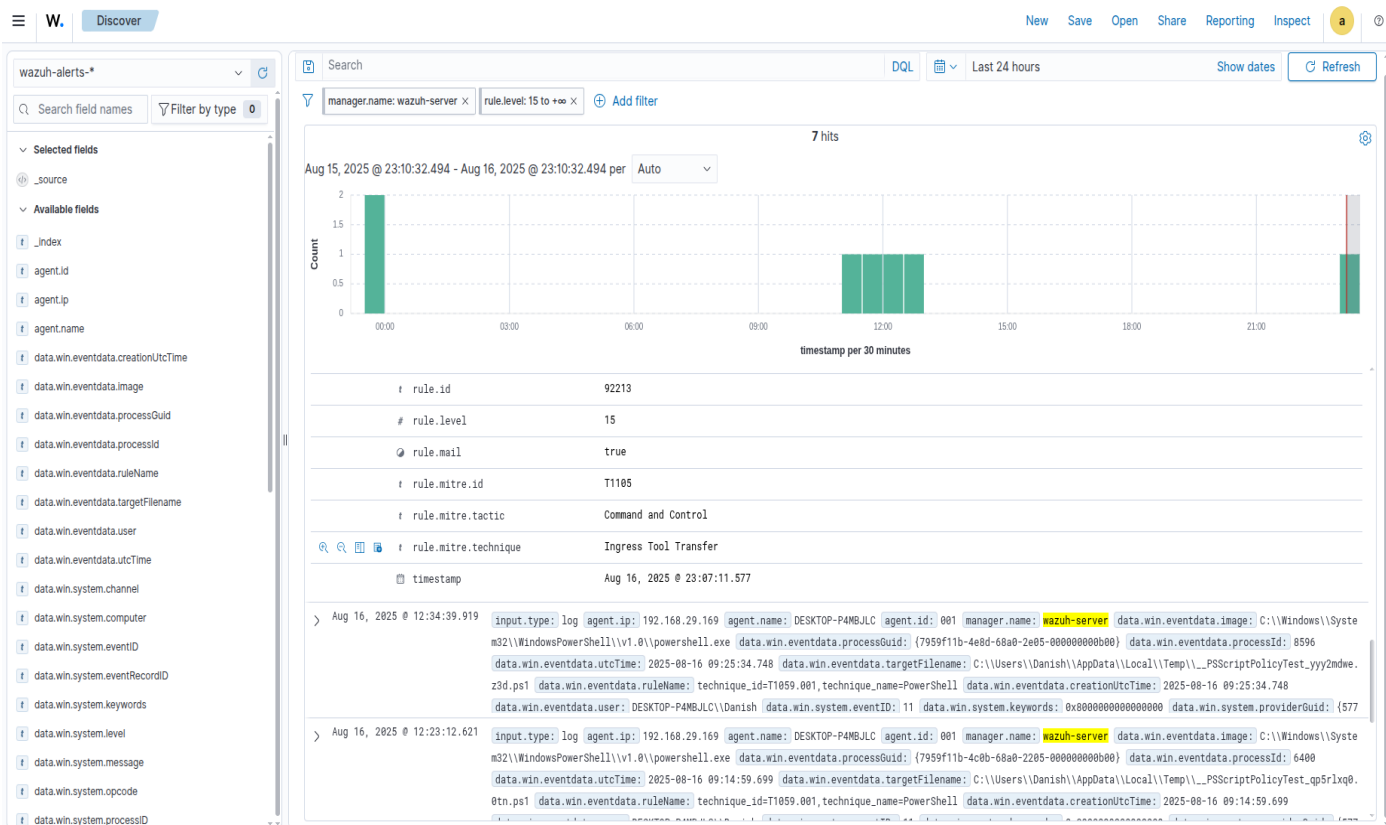 W. Discover New Save Open Share Reporting Inspect a
wazuh-alerts-*
Search field names Filter by type 0
Selected fields
_source
Available fields
t _index
t agent.id
t agent.ip
t agent.name
t data.win.eventdata.creationUtcTime
t data.win.eventdata.image
t data.win.eventdata.processGuid
t data.win.eventdata.processId
t data.win.eventdata.ruleName
t data.win.eventdata.targetFilename
t data.win.eventdata.user
t data.win.eventdata.utcTime
t data.win.system.channel
t data.win.system.computer
t data.win.system.eventID
t data.win.system.eventRecordID
t data.win.system.keywords
t data.win.system.level
t data.win.system.message
t data.win.system.opcode
t data.win.system.processID
Search DQL Last 24 hours Show dates Refresh
manager.name: wazuh-server × rule.level: 15 to +∞ × Add filter
7 hits
Aug 15, 2025 @ 23:10:32.494 - Aug 16, 2025 @ 23:10:32.494 per Auto
Count
2
1.5
1
0.5
0
00:00 03:00 06:00 09:00 12:00 15:00 18:00 21:00
timestamp per 30 minutes
t rule.id 92213
# rule.level 15
rule.mail true
t rule.mitre.id T1105
t rule.mitre.tactic Command and Control
t rule.mitre.technique Ingress Tool Transfer
timestamp Aug 16, 2025 @ 23:07:11.577
Aug 16, 2025 @ 12:34:39.919 input.type: log agent.ip: 192.168.29.169 agent.name: DESKTOP-P4MBJLC agent.id: 001 manager.name: wazuh-server data.win.eventdata.image: C:\\Windows\\Syste
m32\\WindowsPowerShell\\v1.0\\powershell.exe data.win.eventdata.processGuid: {7959f11b-4e8d-68a0-2e05-000000000b00} data.win.eventdata.processId: 8596
data.win.eventdata.utcTime: 2025-08-16 09:25:34.748 data.win.eventdata.targetFilename: C:\\Users\\Danish\\AppData\\Local\\Temp\\__PSScriptPolicyTest_yyy2mdwe.
z3d.ps1 data.win.eventdata.ruleName: technique_id=T1059.001,technique_name=PowerShell data.win.eventdata.creationUtcTime: 2025-08-16 09:25:34.748
data.win.eventdata.user: DESKTOP-P4MBJLC\\Danish data.win.system.eventID: 11 data.win.system.keywords: 0x8000000000000000 data.win.system.providerGuid: {577
Aug 16, 2025 @ 12:23:12.621 input.type: log agent.ip: 192.168.29.169 agent.name: DESKTOP-P4MBJLC agent.id: 001 manager.name: wazuh-server data.win.eventdata.image: C:\\Windows\\Syste
m32\\WindowsPowerShell\\v1.0\\powershell.exe data.win.eventdata.processGuid: {7959f11b-4c0b-68a0-2205-000000000b00} data.win.eventdata.processId: 6400
data.win.eventdata.utcTime: 2025-08-16 09:14:59.699 data.win.eventdata.targetFilename: C:\\Users\\Danish\\AppData\\Local\\Temp\\__PSScriptPolicyTest_qp5rlxq0.
0tn.ps1 data.win.eventdata.ruleName: technique_id=T1059.001,technique_name=PowerShell data.win.eventdata.creationUtcTime: 2025-08-16 09:14:59.699